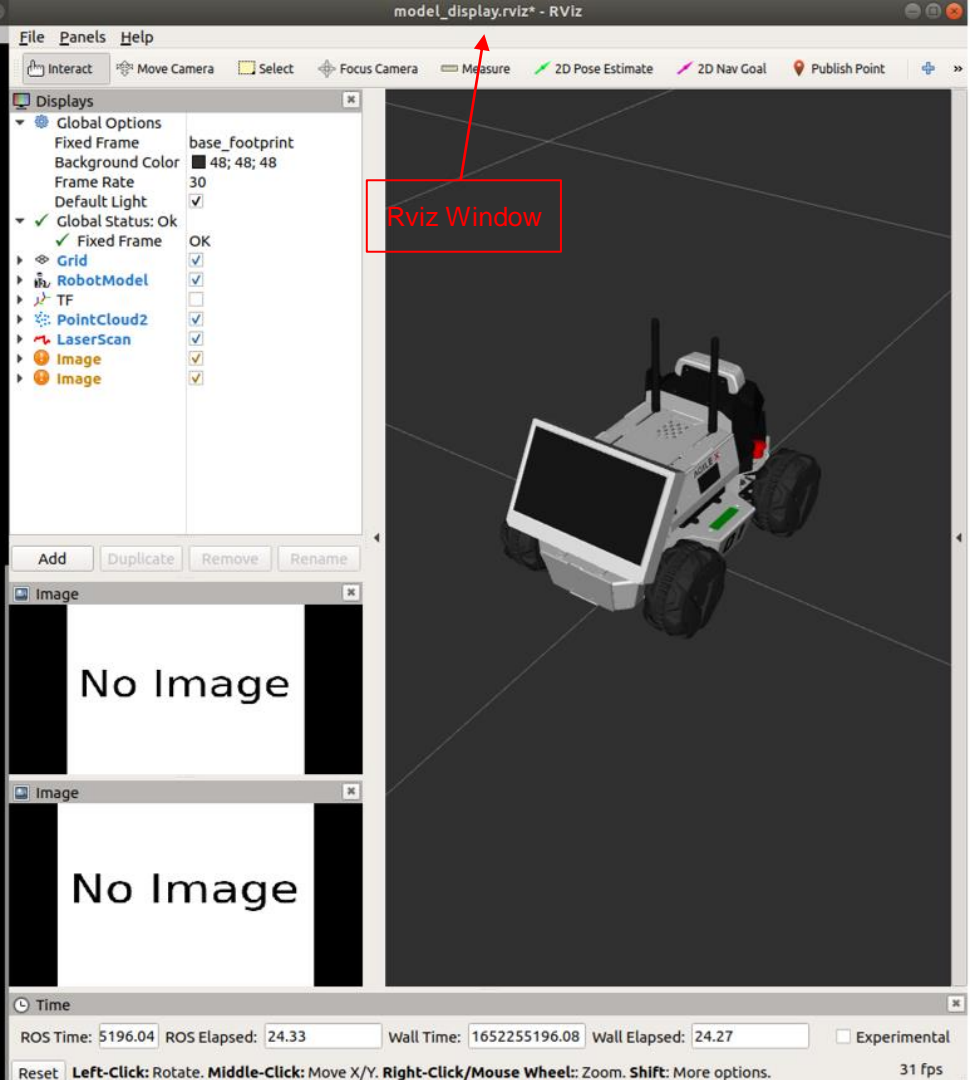 model_display.rviz* - RViz
File Panels Help
Interact Move Camera Select Focus Camera Measure 2D Pose Estimate 2D Nav Goal Publish Point »
Displays
Global Options
Fixed Frame base_footprint
Background Color 48; 48; 48
Frame Rate 30
Default Light
Global Status: Ok
Fixed Frame OK
Grid
RobotModel
TF
PointCloud2
LaserScan
Image
Image
Rviz Window
AGILE X
Add Duplicate Remove Rename
Image
No Image
Image
No Image
Time
ROS Time: 5196.04 ROS Elapsed: 24.33 Wall Time: 1652255196.08 Wall Elapsed: 24.27 Experimental
Reset Left-Click: Rotate. Middle-Click: Move X/Y. Right-Click/Mouse Wheel:: Zoom. Shift: More options. 31 fps